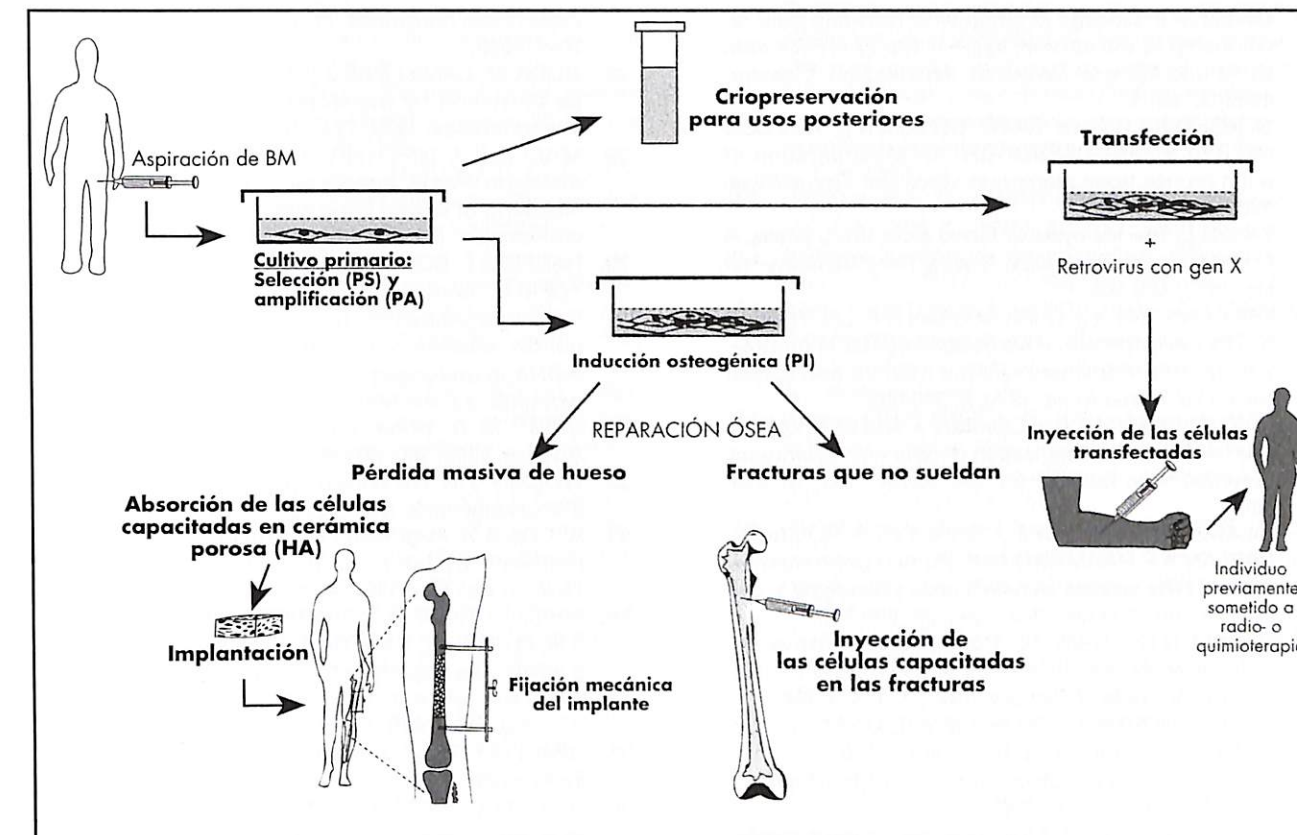 Criopreservación
para usos posteriores
Transfección
Aspiración de BM
Cultivo primario:
Selección (PS) y
amplificación (PA)
+
Retrovirus con gen X
Inducción osteogénica (PI)
REPARACIÓN ÓSEA
Pérdida masiva de hueso
Fracturas que no sueldan
Inyección de las células
transfectadas
Absorción de las células
capacitadas en cerámica
porosa (HA)
Implantación
Fijación mecánica
del implante
Inyección de
las células capacitadas
en las fracturas
Individuo
previamente
sometido a
radio- o
quimioterapi